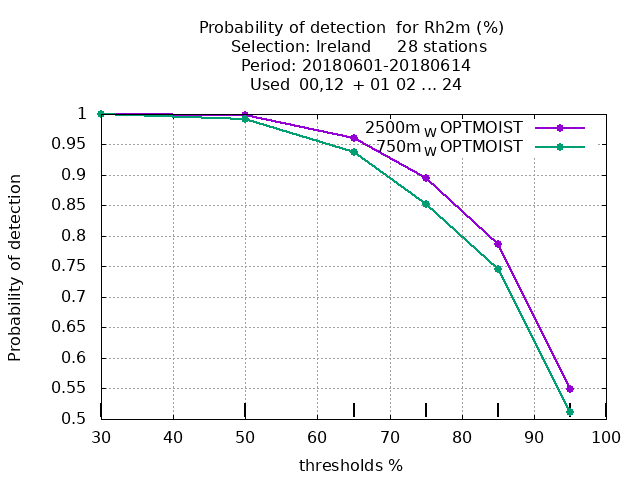 Probability of detection for Rh2m (%)
Selection: Ireland 28 stations
Period: 20180601-20180614
Used 00,12 + 01 02 ... 24
2500m W OPTMOIST
750m W OPTMOIST
Probability of detection
1
0.95
0.9
0.85
0.8
0.75
0.7
0.65
0.6
0.55
0.5
30 40 50 60 70 80 90 100
thresholds %